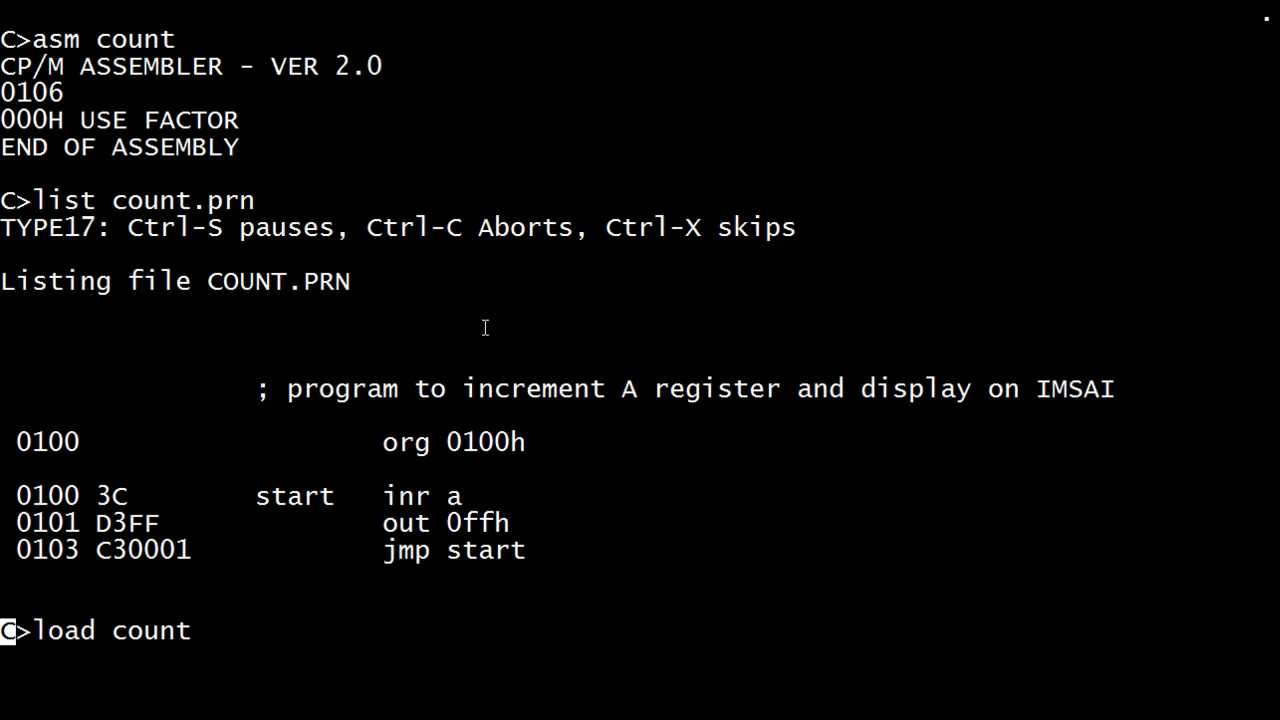 C>asm count
CP/M ASSEMBLER - VER 2.0
0106
000H USE FACTOR
END OF ASSEMBLY
C>list count.prn
TYPE17: Ctrl-S pauses, Ctrl-C Aborts, Ctrl-X skips
Listing file COUNT.PRN
; program to increment A register and display on IMSAI
0100 org 0100h
0100 3C start inr a
0101 D3FF out 0ffh
0103 C30001 jmp start
C>load count